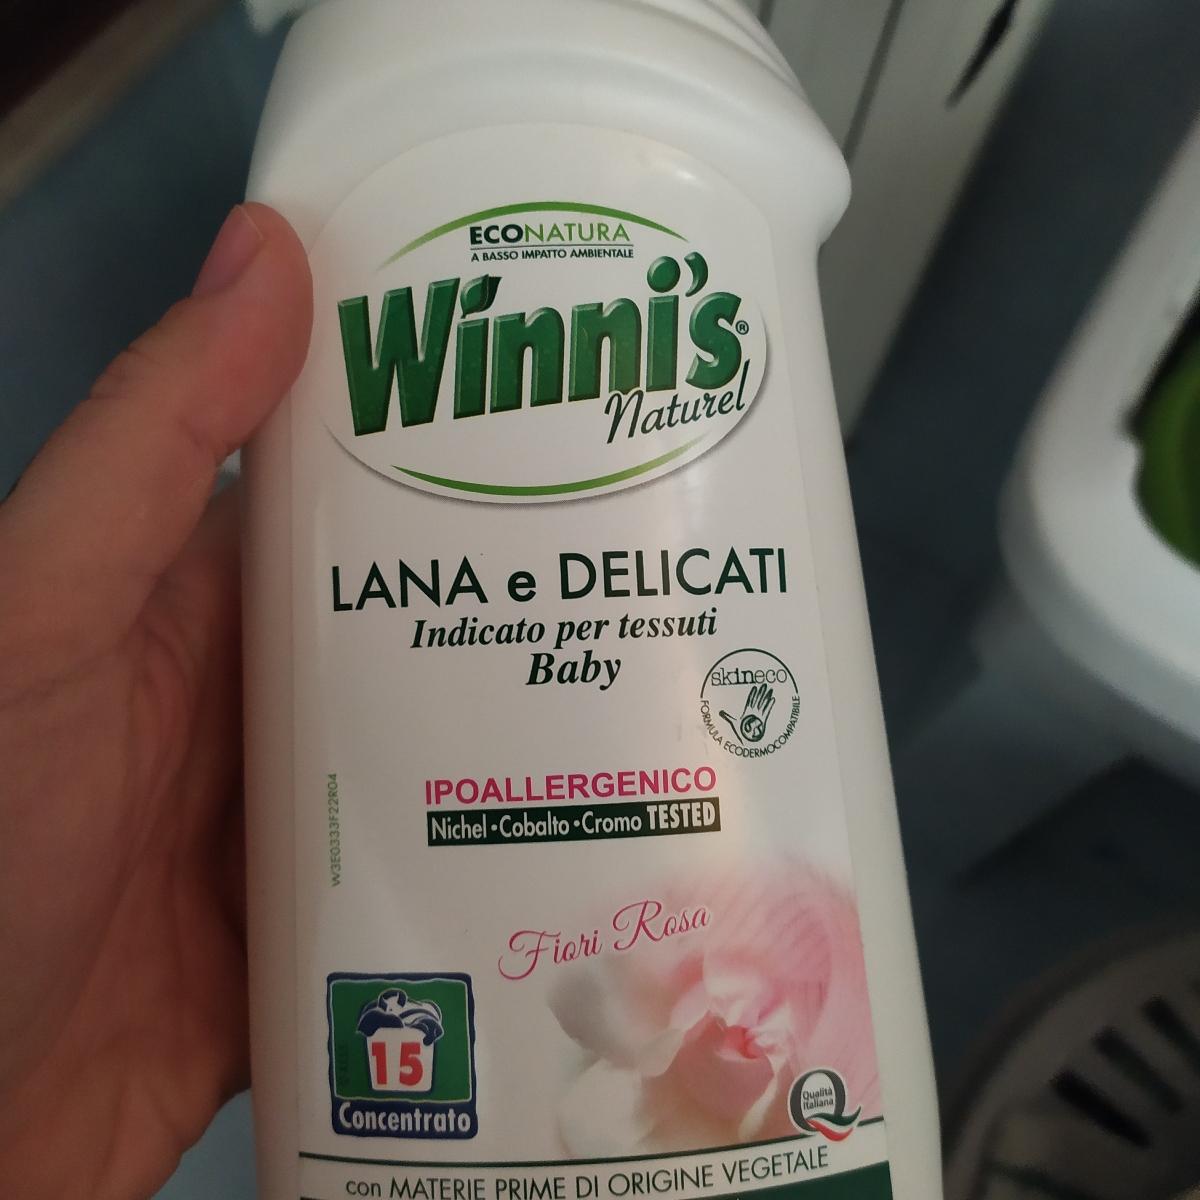 ECONATURA
A BASSO IMPATTO AMBIENTALE
Winni's®
Naturel
LANA e DELICATI
Indicato per tessuti
Baby
skineco
FORMULA ECODERMOCOMPATIBILE
IPOALLERGENICO
Nichel • Cobalto • Cromo TESTED
W3E0333F22R04
Fiori Rosa
15
Concentrato
Qualità
Italiana
con MATERIE PRIME DI ORIGINE VEGETALE